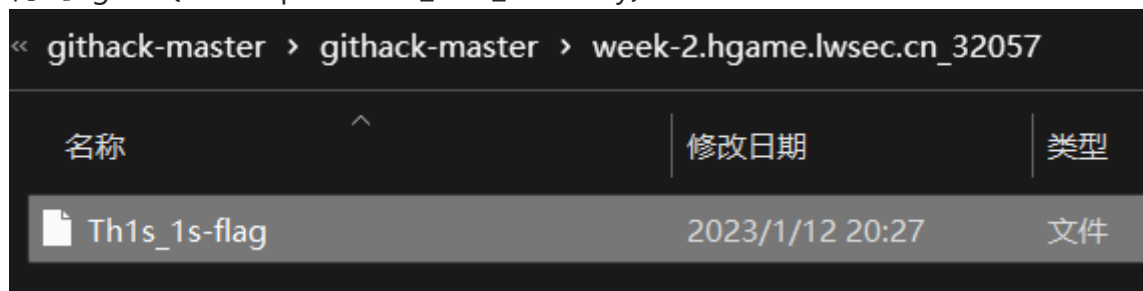 « githack-master › githack-master › week-2.hgame.lwsec.cn_32057
名称 修改日期 类型
Th1s_1s-flag 2023/1/12 20:27 文件